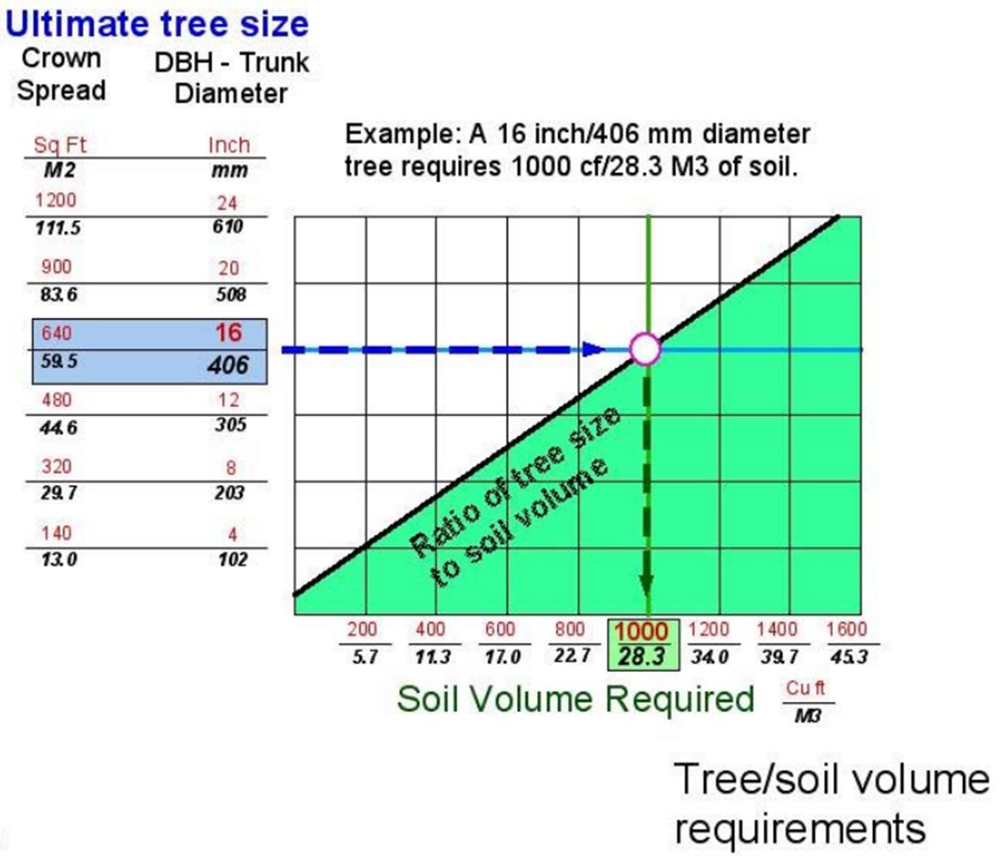 Ultimate tree size
Crown Spread
DBH - Trunk Diameter
Sq Ft Inch
M2 mm
Example: A 16 inch/406 mm diameter
tree requires 1000 cf/28.3 M3 of soil.
1200 24
111.5 610
900 20
83.6 508
640 16
59.5 406
480 12
44.6 305
320 8
29.7 203
140 4
13.0 102
Ratio of tree size
to soil volume
200 400 600 800 1000 1200 1400 1600
5.7 11.3 17.0 22.7 28.3 34.0 39.7 45.3
Soil Volume Required
Cu ft
M3
Tree/soil volume
requirements